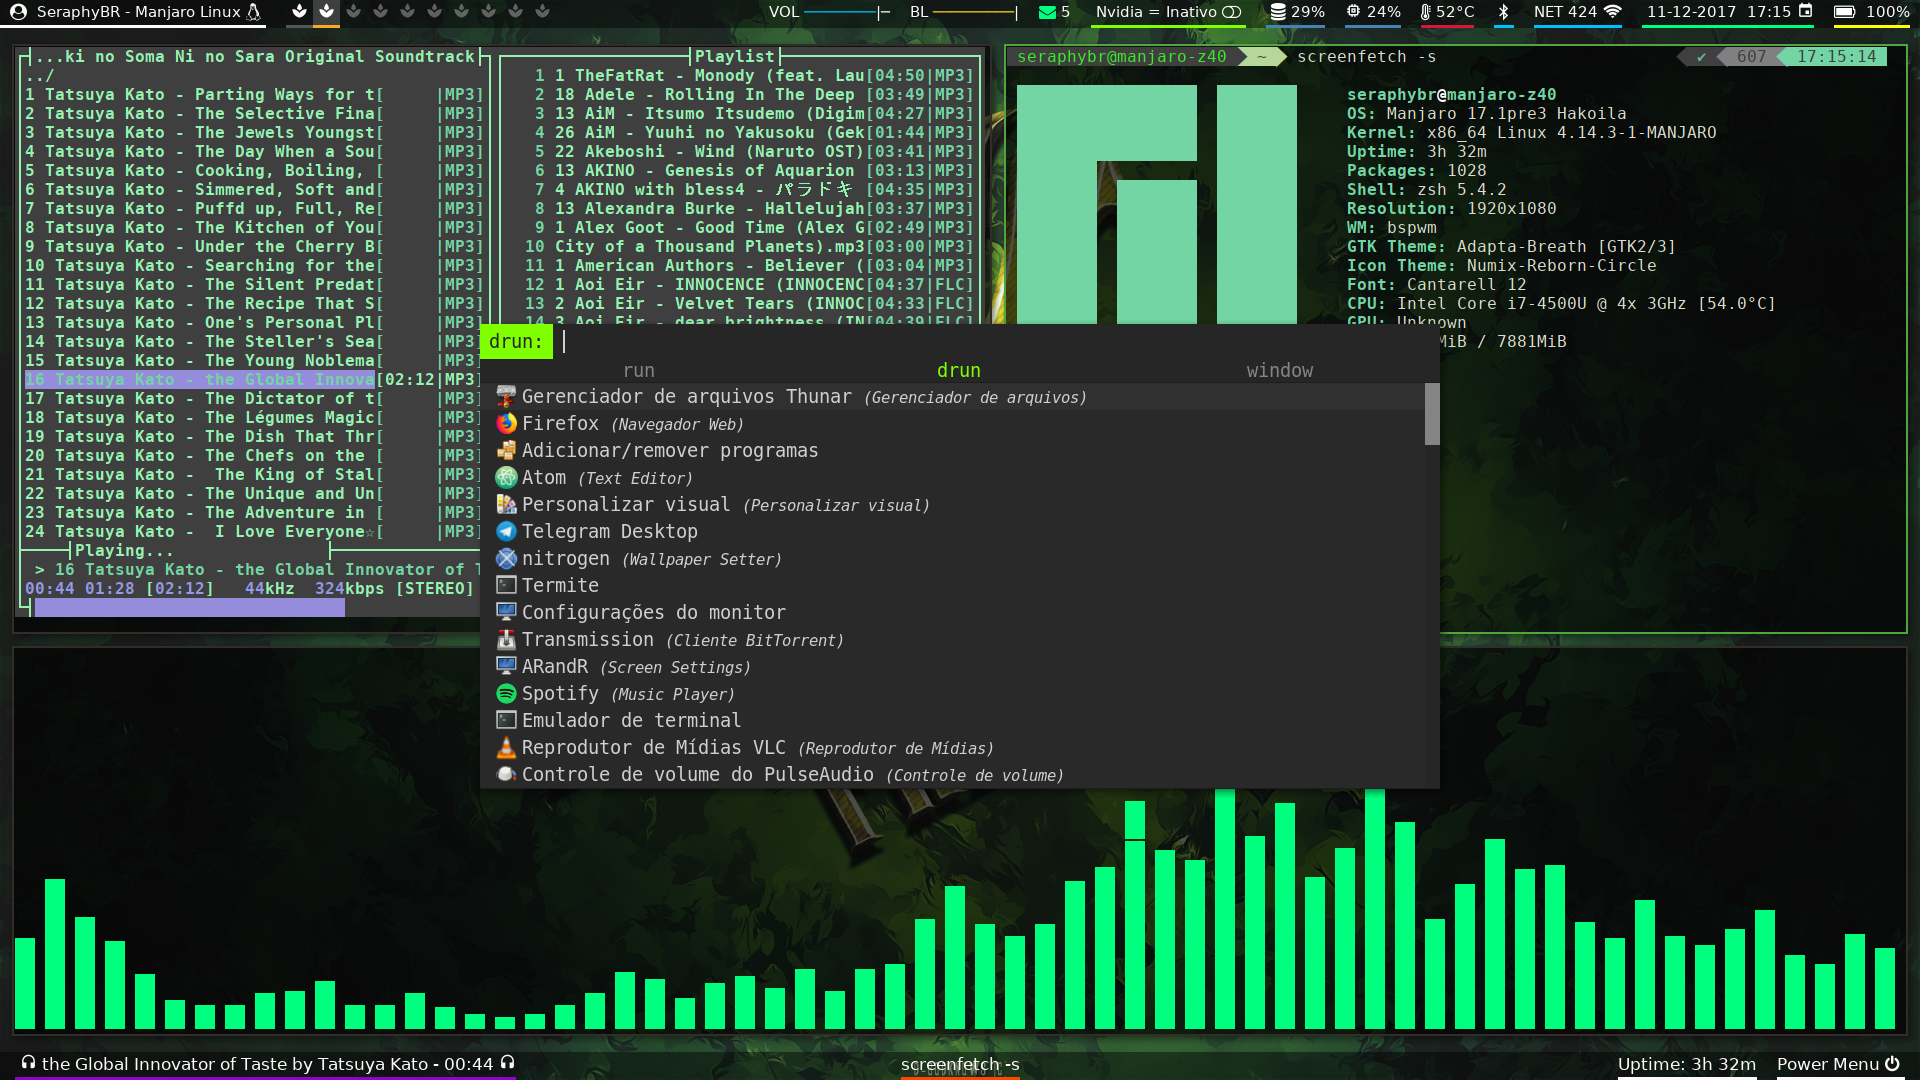 SeraphyBR - Manjaro Linux
VOL
BL
5
Nvidia = Inativo
29%
24%
52°C
NET 424
11-12-2017 17:15
100%
...ki no Soma Ni no Sara Original Soundtrack
../
1 Tatsuya Kato - Parting Ways for t[ |MP3]
2 Tatsuya Kato - The Selective Fina[ |MP3]
3 Tatsuya Kato - The Jewels Youngst[ |MP3]
4 Tatsuya Kato - The Day When a Sou[ |MP3]
5 Tatsuya Kato - Cooking, Boiling, [ |MP3]
6 Tatsuya Kato - Simmered, Soft and[ |MP3]
7 Tatsuya Kato - Puffd up, Full, Re[ |MP3]
8 Tatsuya Kato - The Kitchen of You[ |MP3]
9 Tatsuya Kato - Under the Cherry B[ |MP3]
10 Tatsuya Kato - Searching for the[ |MP3]
11 Tatsuya Kato - The Silent Predat[ |MP3]
12 Tatsuya Kato - The Recipe That S[ |MP3]
13 Tatsuya Kato - One's Personal Pl[ |MP3]
14 Tatsuya Kato - The Steller's Sea[ |MP3]
15 Tatsuya Kato - The Young Noblema[ |MP3]
16 Tatsuya Kato - the Global Innova[02:12|MP3]
17 Tatsuya Kato - The Dictator of t[ |MP3]
18 Tatsuya Kato - The Légumes Magic[ |MP3]
19 Tatsuya Kato - The Dish That Thr[ |MP3]
20 Tatsuya Kato - The Chefs on the [ |MP3]
21 Tatsuya Kato -  The King of Stal[ |MP3]
22 Tatsuya Kato - The Unique and Un[ |MP3]
23 Tatsuya Kato - The Adventure in [ |MP3]
24 Tatsuya Kato -  I Love Everyone☆[ |MP3]
Playing...
> 16 Tatsuya Kato - the Global Innovator of T
00:44 01:28 [02:12] 44kHz 324kbps [STEREO]
Playlist
1 1 TheFatRat - Monody (feat. Lau[04:50|MP3]
2 18 Adele - Rolling In The Deep [03:49|MP3]
3 13 AiM - Itsumo Itsudemo (Digim[04:27|MP3]
4 26 AiM - Yuuhi no Yakusoku (Gek[01:44|MP3]
5 22 Akeboshi - Wind (Naruto OST)[03:41|MP3]
6 13 AKINO - Genesis of Aquarion [03:13|MP3]
7 4 AKINO with bless4 - パラドキ [04:35|MP3]
8 13 Alexandra Burke - Hallelujah[03:37|MP3]
9 1 Alex Goot - Good Time (Alex G[02:49|MP3]
10 City of a Thousand Planets).mp3[03:00|MP3]
11 1 American Authors - Believer ([03:04|MP3]
12 1 Aoi Eir - INNOCENCE (INNOCENC[04:37|FLC]
13 2 Aoi Eir - Velvet Tears (INNOC[04:33|FLC]
14 3 Aoi Eir - dear brightness (IN[04:39|FLC]
seraphybr@manjaro-z40 ~ screenfetch -s
✔ 607 17:15:14
seraphybr@manjaro-z40
OS: Manjaro 17.1pre3 Hakoila
Kernel: x86_64 Linux 4.14.3-1-MANJARO
Uptime: 3h 32m
Packages: 1028
Shell: zsh 5.4.2
Resolution: 1920x1080
WM: bspwm
GTK Theme: Adapta-Breath [GTK2/3]
Icon Theme: Numix-Reborn-Circle
Font: Cantarell 12
CPU: Intel Core i7-4500U @ 4x 3GHz [54.0°C]
GPU: Unknown
MiB / 7881MiB
drun:
run
drun
window
Gerenciador de arquivos Thunar (Gerenciador de arquivos)
Firefox (Navegador Web)
Adicionar/remover programas
Atom (Text Editor)
Personalizar visual (Personalizar visual)
Telegram Desktop
nitrogen (Wallpaper Setter)
Termite
Configurações do monitor
Transmission (Cliente BitTorrent)
ARandR (Screen Settings)
Spotify (Music Player)
Emulador de terminal
Reprodutor de Mídias VLC (Reprodutor de Mídias)
Controle de volume do PulseAudio (Controle de volume)
the Global Innovator of Taste by Tatsuya Kato - 00:44
screenfetch -s
Uptime: 3h 32m
Power Menu